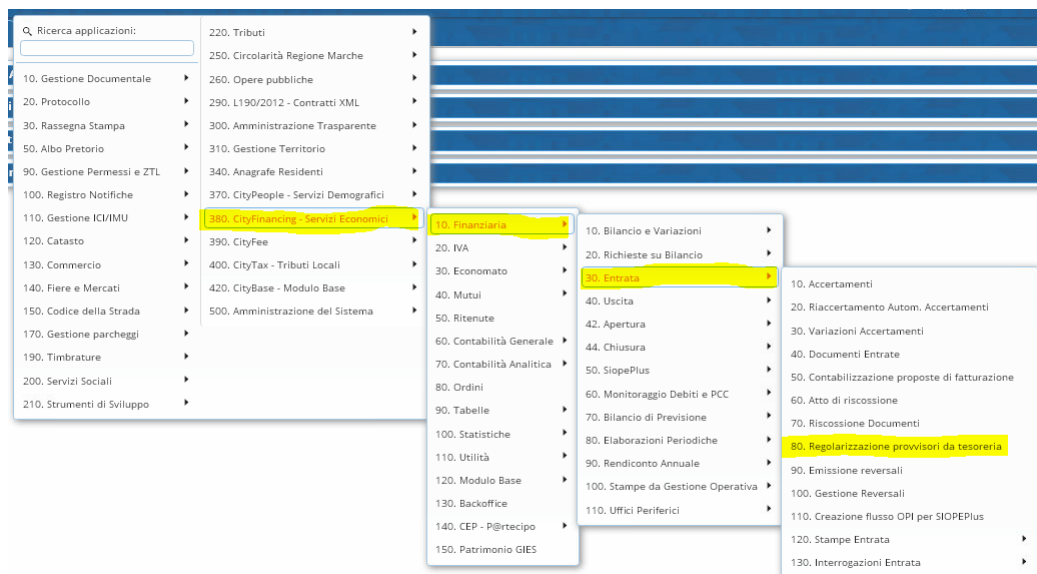 Ricerca applicazioni:
10. Gestione Documentale
20. Protocollo
30. Rassegna Stampa
50. Albo Pretorio
90. Gestione Permessi e ZTL
100. Registro Notifiche
110. Gestione ICI/IMU
120. Catasto
130. Commercio
140. Fiere e Mercati
150. Codice della Strada
170. Gestione parcheggi
190. Timbrature
200. Servizi Sociali
210. Strumenti di Sviluppo
220. Tributi
250. Circolarità Regione Marche
260. Opere pubbliche
290. L190/2012 - Contratti XML
300. Amministrazione Trasparente
310. Gestione Territorio
340. Anagrafe Residenti
370. CityPeople - Servizi Demografici
380. CityFinancing - Servizi Economici
390. CityFee
400. CityTax - Tributi Locali
420. CityBase - Modulo Base
500. Amministrazione del Sistema
10. Finanziaria
20. IVA
30. Economato
40. Mutui
50. Ritenute
60. Contabilità Generale
70. Contabilità Analitica
80. Ordini
90. Tabelle
100. Statistiche
110. Utilità
120. Modulo Base
130. Backoffice
140. CEP - P@rtecipo
150. Patrimonio GIES
10. Bilancio e Variazioni
20. Richieste su Bilancio
30. Entrata
40. Uscita
42. Apertura
44. Chiusura
50. SiopePlus
60. Monitoraggio Debiti e PCC
70. Bilancio di Previsione
80. Elaborazioni Periodiche
90. Rendiconto Annuale
100. Stampe da Gestione Operativa
110. Uffici Periferici
10. Accertamenti
20. Riaccertamento Autom. Accertamenti
30. Variazioni Accertamenti
40. Documenti Entrate
50. Contabilizzazione proposte di fatturazione
60. Atto di riscossione
70. Riscossione Documenti
80. Regolarizzazione provvisori da tesoreria
90. Emissione reversali
100. Gestione Reversali
110. Creazione flusso OPI per SIOPEPlus
120. Stampe Entrata
130. Interrogazioni Entrata